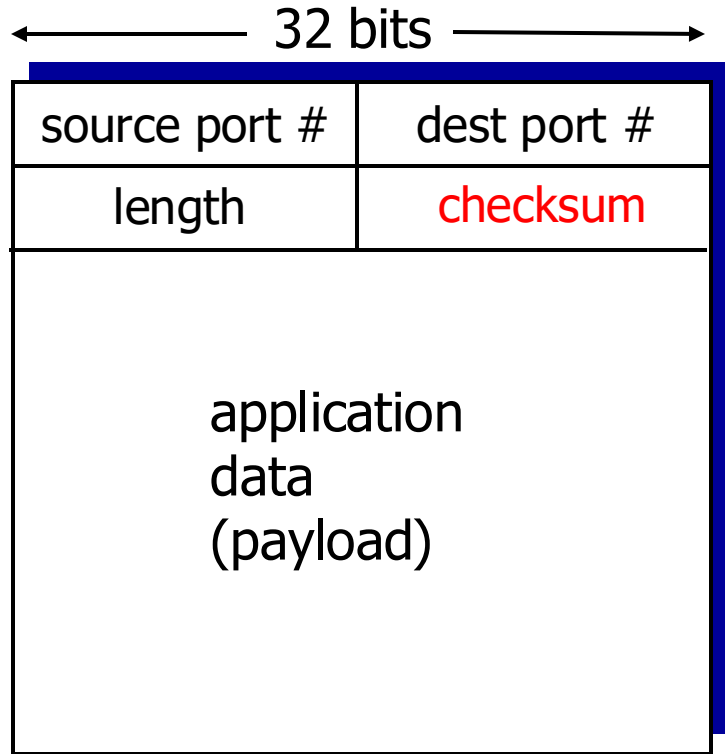 32 bits
source port #
dest port #
length
checksum
application
data
(payload)